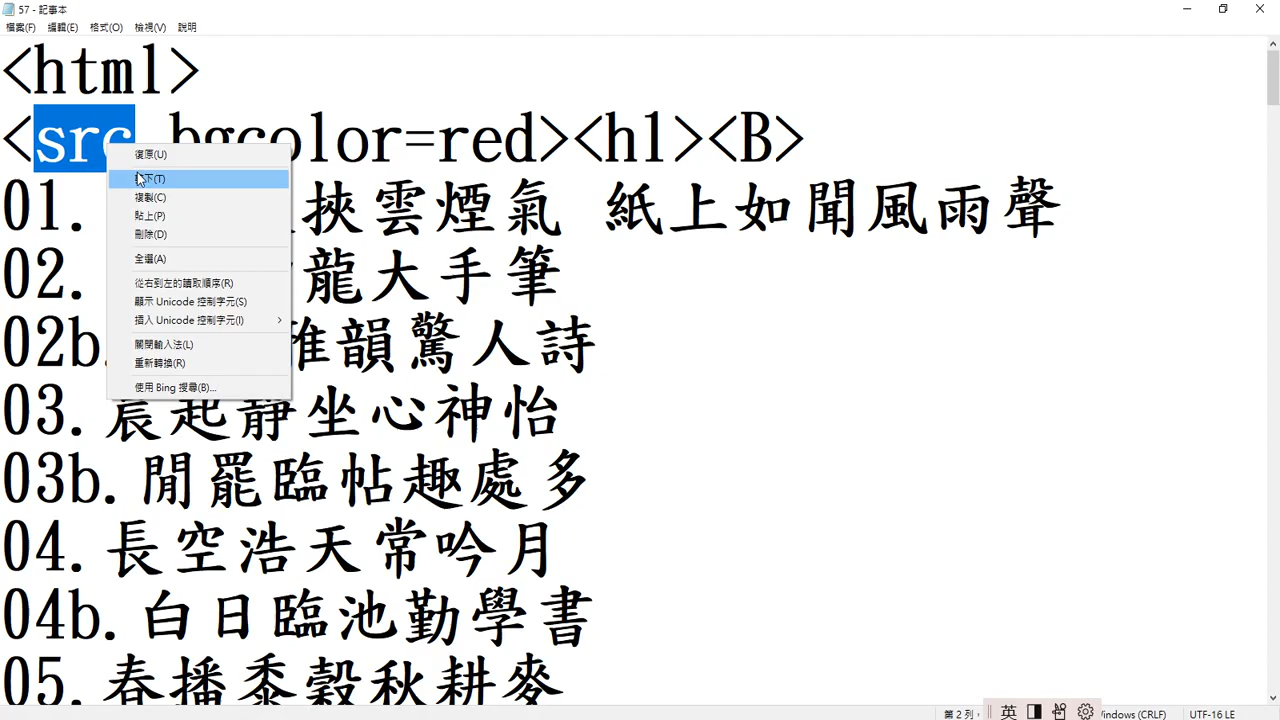 57 - 記事本
檔案(F) 編輯(E) 格式(O) 檢視(V) 說明
<html>
<src bgcolor=red><h1><B>
01. 挾雲煙氣 紙上如聞風雨聲
02. 龍大手筆
02b. 雅韻驚人詩
03.晨起靜坐心神怡
03b.閒罷臨帖趣處多
04.長空浩天常吟月
04b.白日臨池勤學書
05.春播黍穀秋耕麥
復原(U)
下(T)
複製(C)
貼上(P)
刪除(D)
全選(A)
從右到左的讀取順序(R)
顯示 Unicode 控制字元(S)
插入 Unicode 控制字元(I)
關閉輸入法(L)
重新轉換(R)
使用 Bing 搜尋(B)...
第 2 列, 英 Windows (CRLF) UTF-16 LE